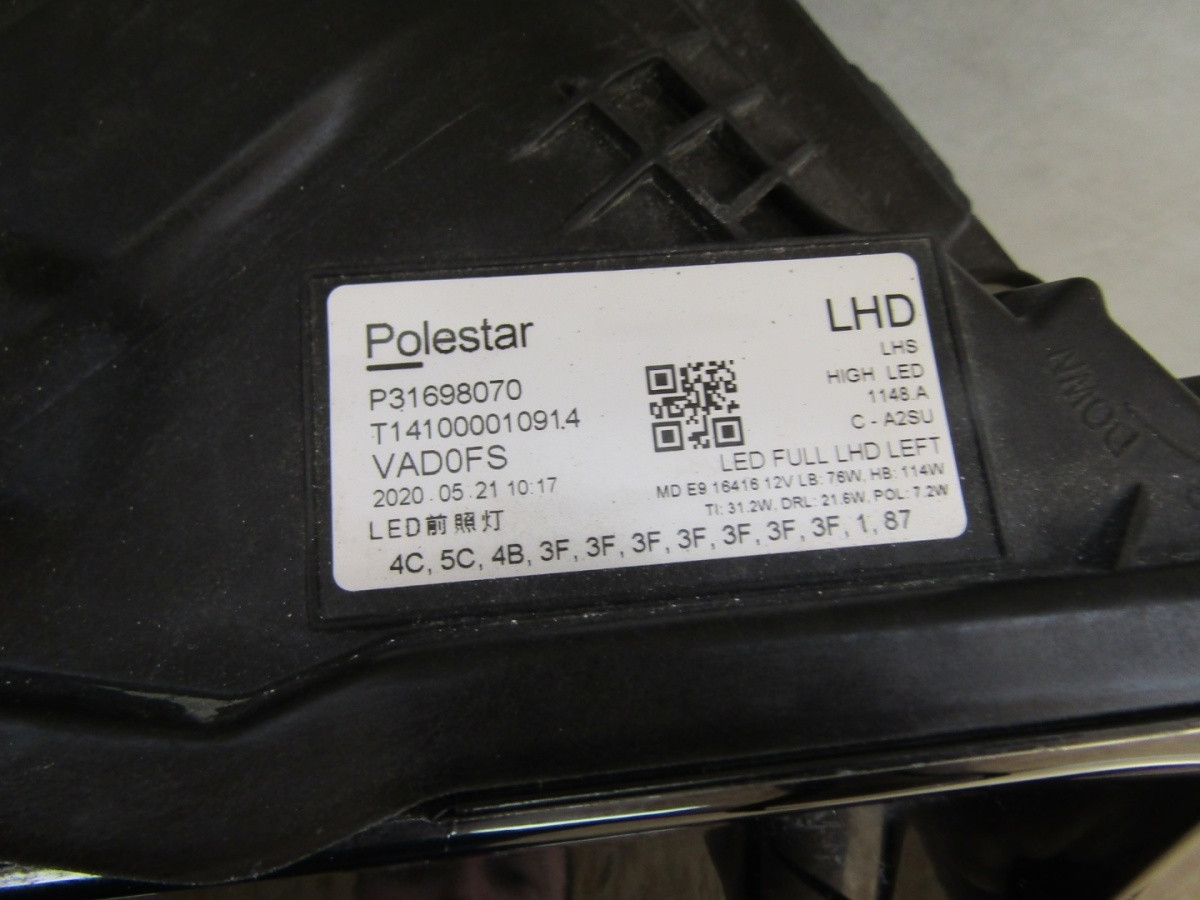 Polestar
P31698070
T14100001091.4
VAD0FS
2020.05.21 10:17
LED前照灯
LHD
LHS
HIGH LED
1148.A
C - A2SU
LED FULL LHD LEFT
MD E9 16416 12V LB: 76W, HB: 114W
TI: 31.2W, DRL: 21.6W, POL: 7.2W
4C, 5C, 4B, 3F, 3F, 3F, 3F, 3F, 3F, 3F, 1, 87
DOWN